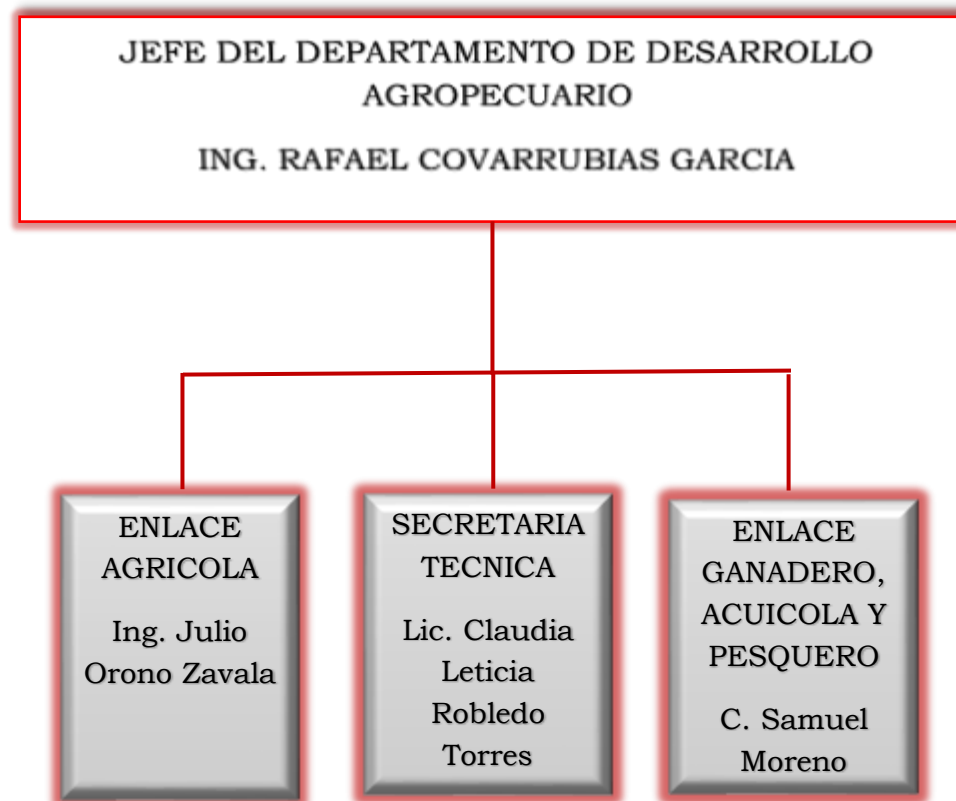 JEFE DEL DEPARTAMENTO DE DESARROLLO
AGROPECUARIO
ING. RAFAEL COVARRUBIAS GARCIA
ENLACE
AGRICOLA
Ing. Julio
Orono Zavala
SECRETARIA
TECNICA
Lic. Claudia
Leticia
Robledo
Torres
ENLACE
GANADERO,
ACUICOLA Y
PESQUERO
C. Samuel
Moreno